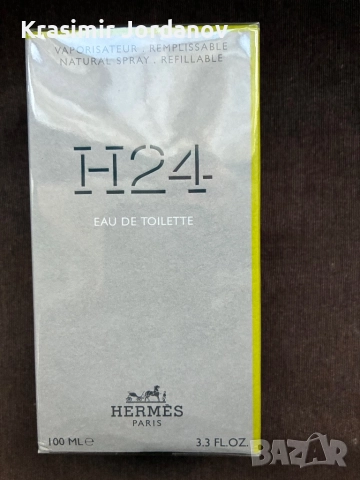 Krasimir Jordanov
VAPORISATEUR . REMPLISSABLE
NATURAL SPRAY . REFILLABLE
H24
EAU DE TOILETTE
HERMÈS
PARIS
100 ML ℮ 3.3 FL.OZ.
BAZAR